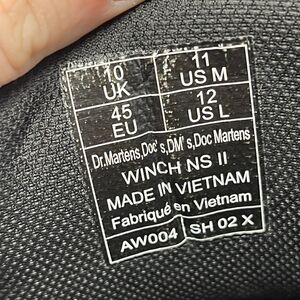 10 11
UK US M
45 12
EU US L
Dr.Martens,Doc's,DM's,Doc Martens
WINCH NS II
MADE IN VIETNAM
Fabriqué en Vietnam
AW004 SH 02 X